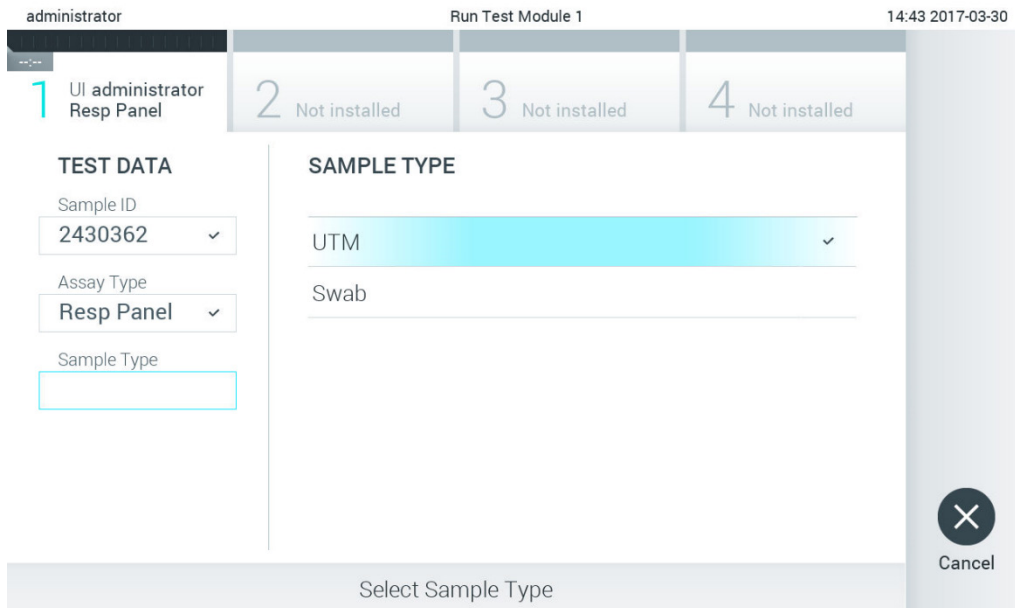 administrator Run Test Module 1 14:43 2017-03-30
--:--
1 UI administrator
Resp Panel
2 Not installed
3 Not installed
4 Not installed
TEST DATA
Sample ID
2430362
Assay Type
Resp Panel
Sample Type
SAMPLE TYPE
UTM
Swab
Cancel
Select Sample Type